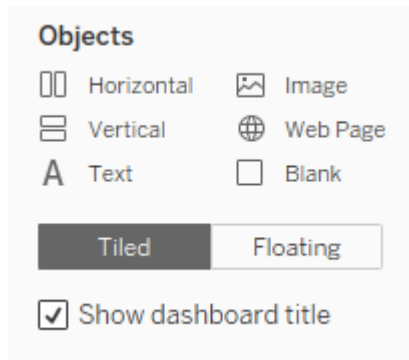 Objects
Horizontal Image
Vertical Web Page
Text Blank
Tiled Floating
Show dashboard title